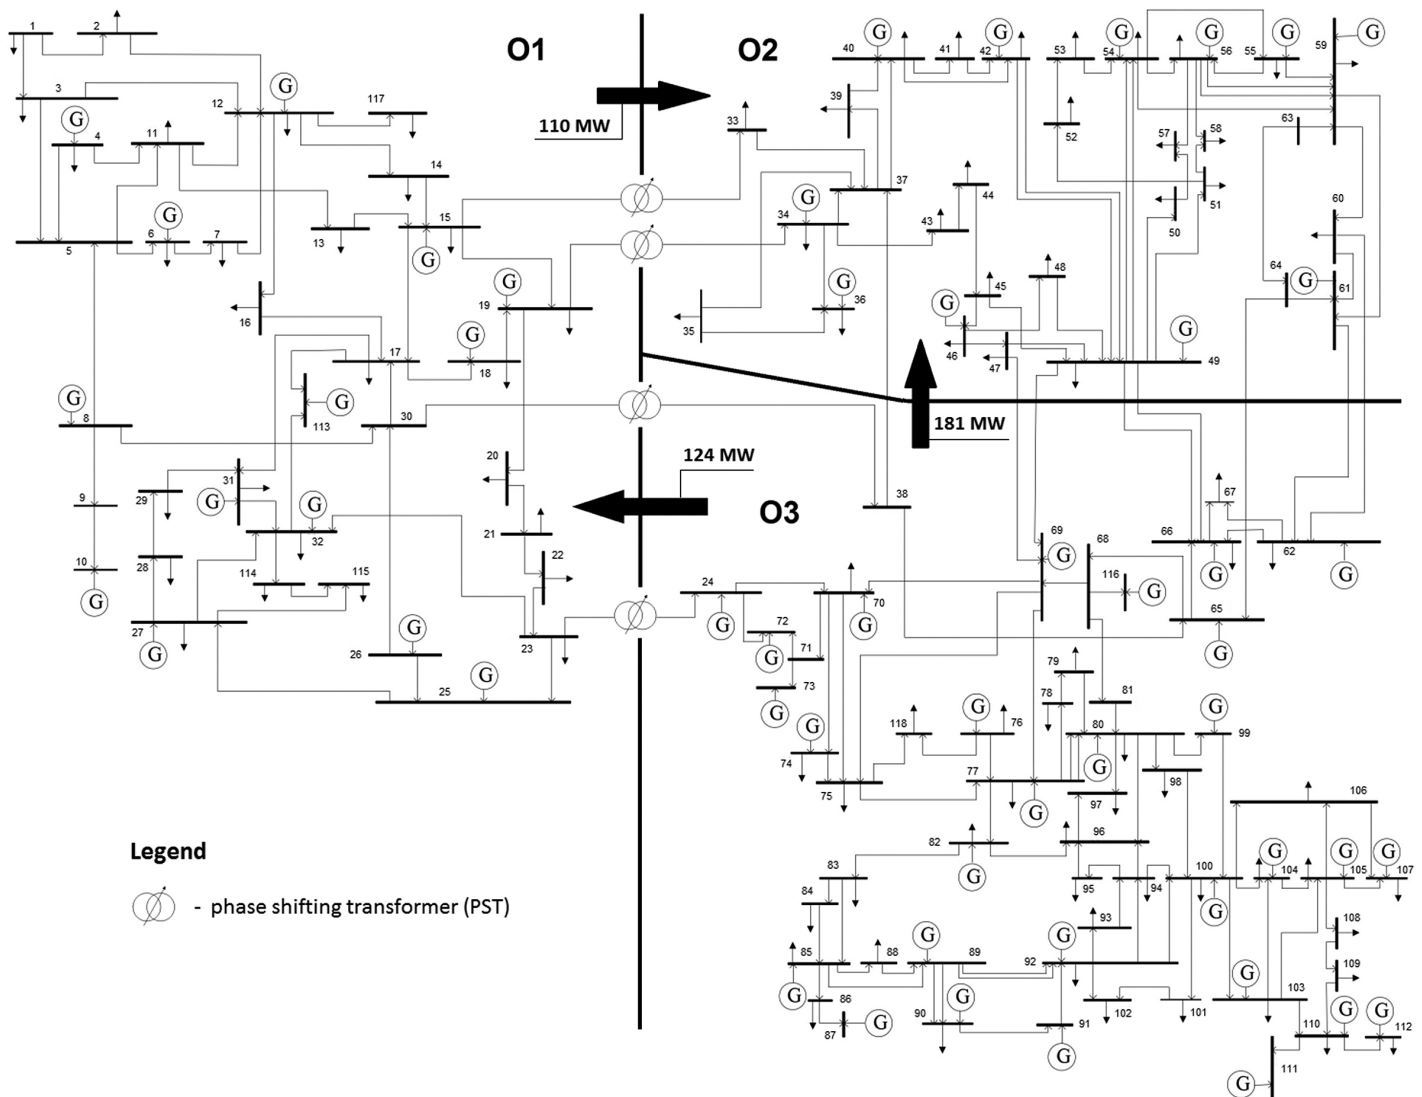 1
2
O1
O2
40
G
41
42
G
53
54
G
G
56
55
G
59
G
3
12
G
117
110 MW
39
4
G
11
33
52
57
58
63
14
51
37
44
5
6
G
7
13
15
G
34
G
43
50
60
48
64
G
61
16
19
G
36
G
35
45
G
46
47
G
49
17
18
G
8
G
113
G
30
181 MW
20
124 MW
29
31
G
G
32
9
38
O3
67
21
22
69
G
68
66
G
62
G
28
10
G
114
115
24
G
70
G
116
G
65
G
27
G
26
G
23
72
G
71
79
25
G
73
G
78
81
118
G
76
80
G
G
99
G
74
75
77
G
97
98
106
Legend
82
G
96
83
84
95
94
100
G
G
104
G
105
G
107
- phase shifting transformer (PST)
93
108
85
G
88
G
89
G
92
109
G
103
86
G
90
102
101
G
110
G
112
87
G
91
G
G
111